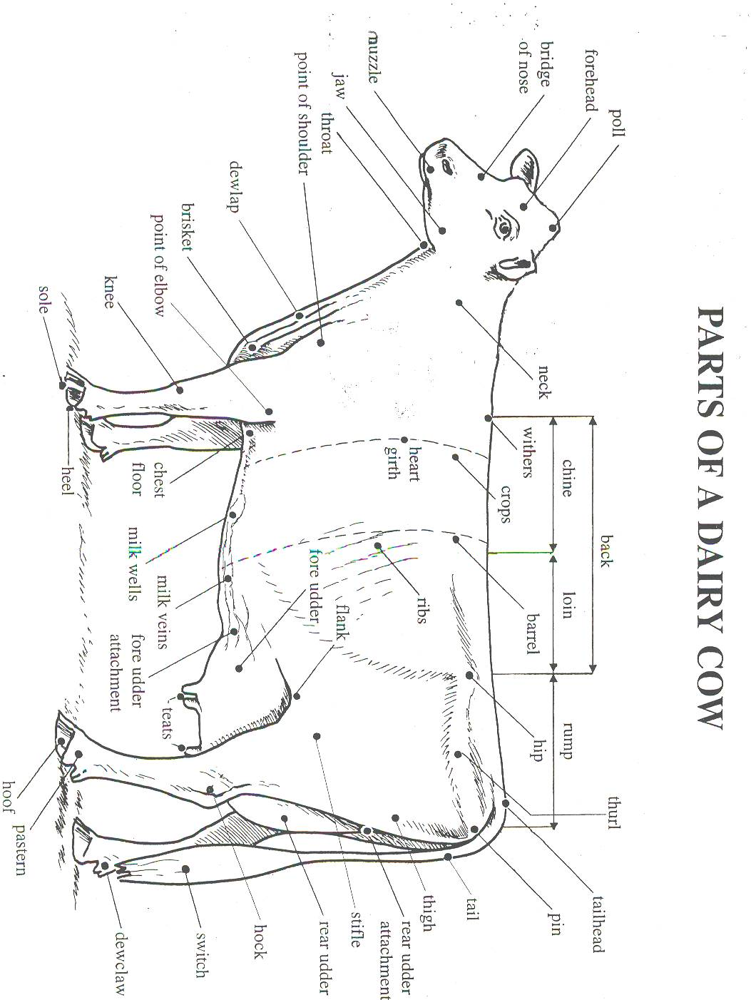 PARTS OF A DAIRY COW
poll
forehead
bridge
of nose
muzzle
jaw
throat
point of shoulder
dewlap
brisket
point of elbow
knee
sole
heel
neck
withers
chine
back
loin
rump
thurl
tailhead
pin
crops
heart
girth
barrel
hip
ribs
flank
fore udder
chest
floor
milk wells
milk veins
fore udder
attachment
teats
tail
thigh
rear udder
attachment
stifle
rear udder
hock
switch
dewclaw
pastern
hoof